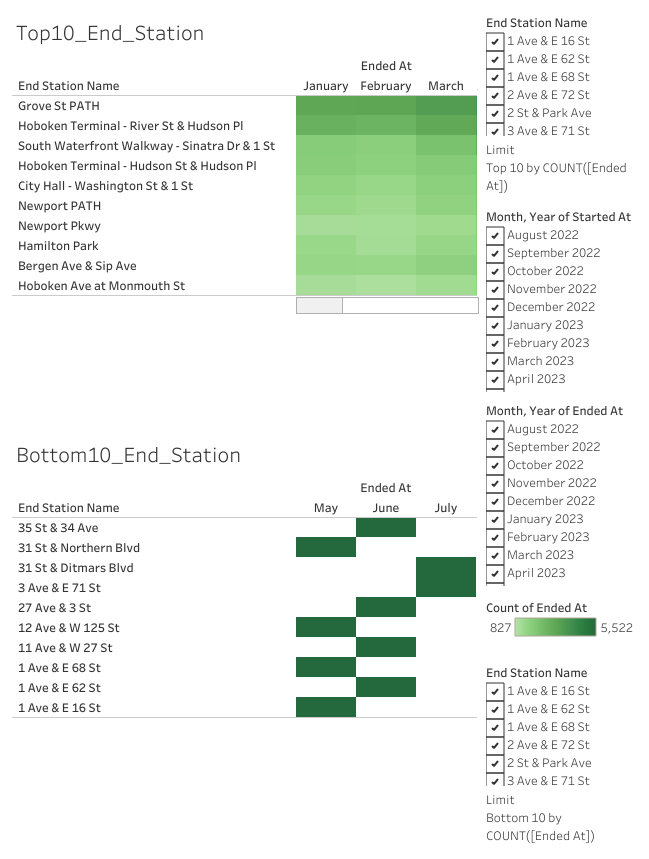 Top10_End_Station
Ended At
End Station Name January February March
Grove St PATH
Hoboken Terminal - River St & Hudson Pl
South Waterfront Walkway - Sinatra Dr & 1 St
Hoboken Terminal - Hudson St & Hudson Pl
City Hall - Washington St & 1 St
Newport PATH
Newport Pkwy
Hamilton Park
Bergen Ave & Sip Ave
Hoboken Ave at Monmouth St
Bottom10_End_Station
Ended At
End Station Name May June July
35 St & 34 Ave
31 St & Northern Blvd
31 St & Ditmars Blvd
3 Ave & E 71 St
27 Ave & 3 St
12 Ave & W 125 St
11 Ave & W 27 St
1 Ave & E 68 St
1 Ave & E 62 St
1 Ave & E 16 St
End Station Name
1 Ave & E 16 St
1 Ave & E 62 St
1 Ave & E 68 St
2 Ave & E 72 St
2 St & Park Ave
3 Ave & E 71 St
Limit
Top 10 by COUNT([Ended
At])
Month, Year of Started At
August 2022
September 2022
October 2022
November 2022
December 2022
January 2023
February 2023
March 2023
April 2023
Month, Year of Ended At
August 2022
September 2022
October 2022
November 2022
December 2022
January 2023
February 2023
March 2023
April 2023
Count of Ended At
827 5,522
End Station Name
1 Ave & E 16 St
1 Ave & E 62 St
1 Ave & E 68 St
2 Ave & E 72 St
2 St & Park Ave
3 Ave & E 71 St
Limit
Bottom 10 by
COUNT([Ended At])